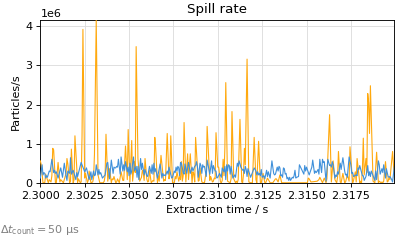 Spill rate
1e6
Particles/s
4
3
2
1
0
2.3000 2.3025 2.3050 2.3075 2.3100 2.3125 2.3150 2.3175
Extraction time / s
Δt_count = 50 μs